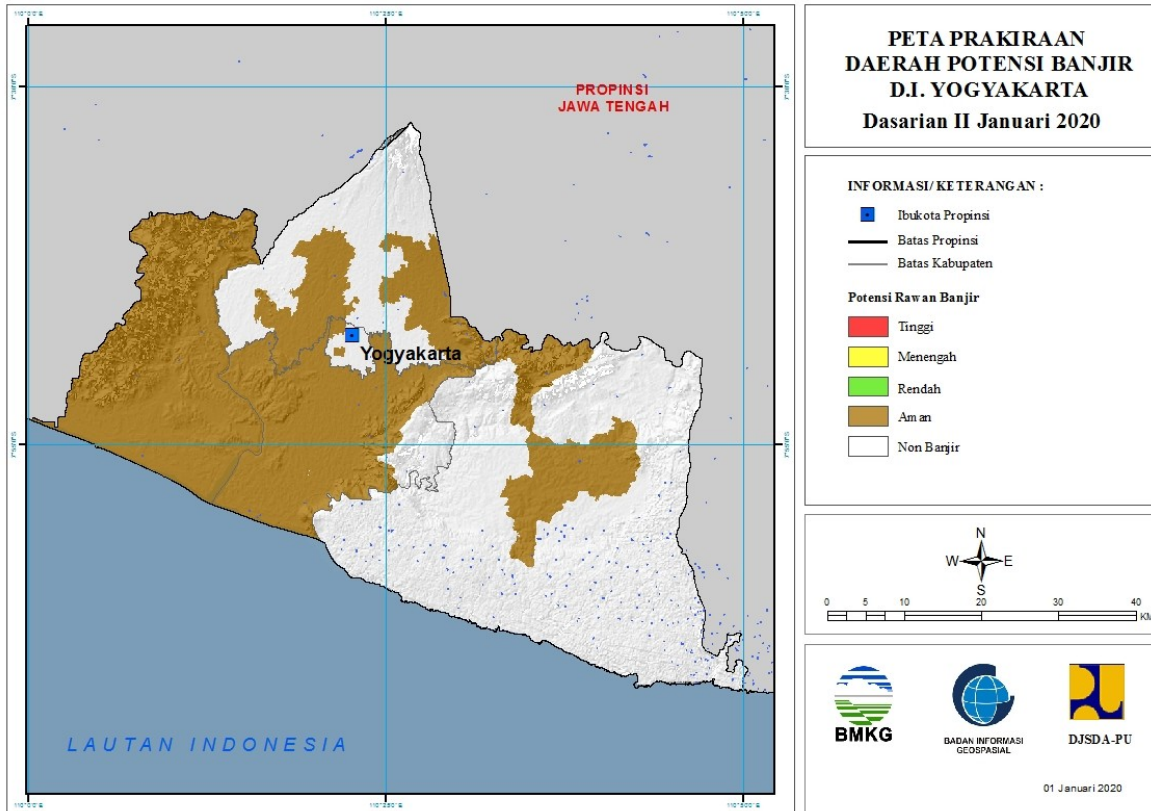 PETA PRAKIRAAN
DAERAH POTENSI BANJIR
D.I. YOGYAKARTA
Dasarian II Januari 2020
PROPINSI
JAWA TENGAH
Yogyakarta
LAUTAN INDONESIA
INFORMASI/KETERANGAN :
Ibukota Propinsi
Batas Propinsi
Batas Kabupaten
Potensi Rawan Banjir
Tinggi
Menengah
Rendah
Aman
Non Banjir
N
W E
S
0 5 10 20 30 40
BMKG
BADAN INFORMASI
GEOSPASIAL
DJSDA-PU
01 Januari 2020